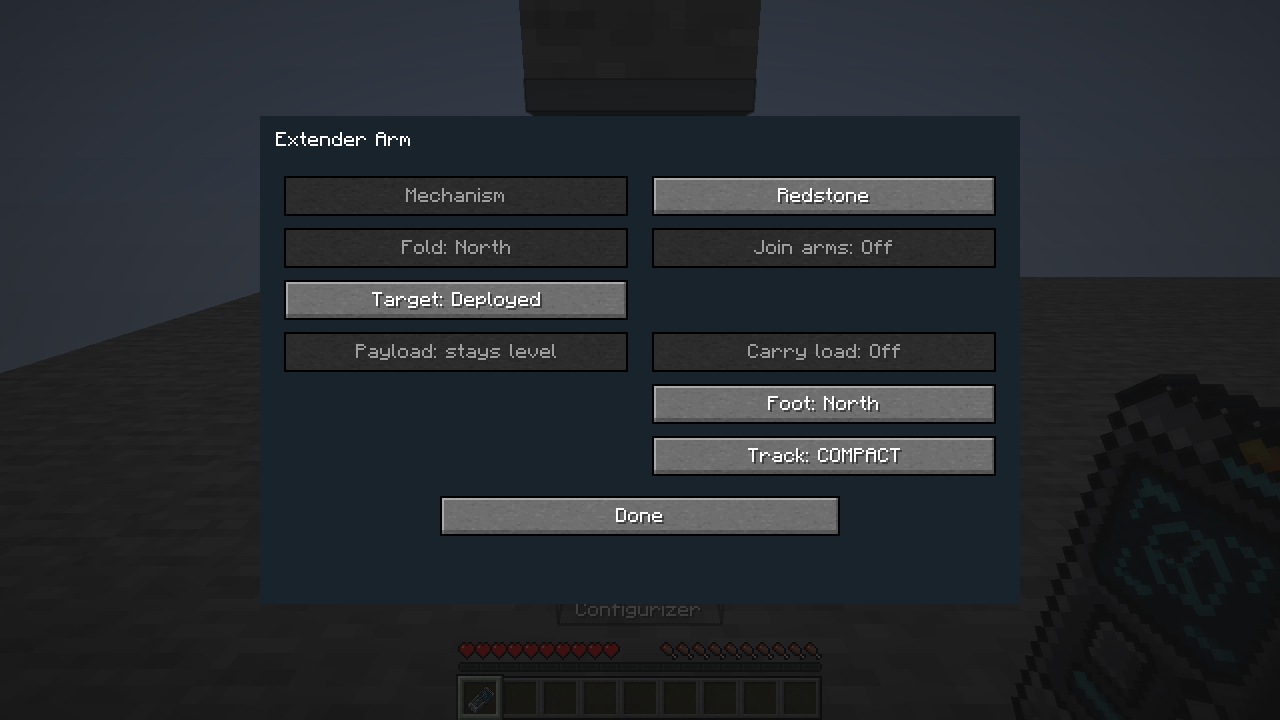 Extender Arm
Mechanism
Redstone
Fold: North
Join arms: Off
Target: Deployed
Payload: stays level
Carry load: Off
Foot: North
Track: COMPACT
Done
Configurizer